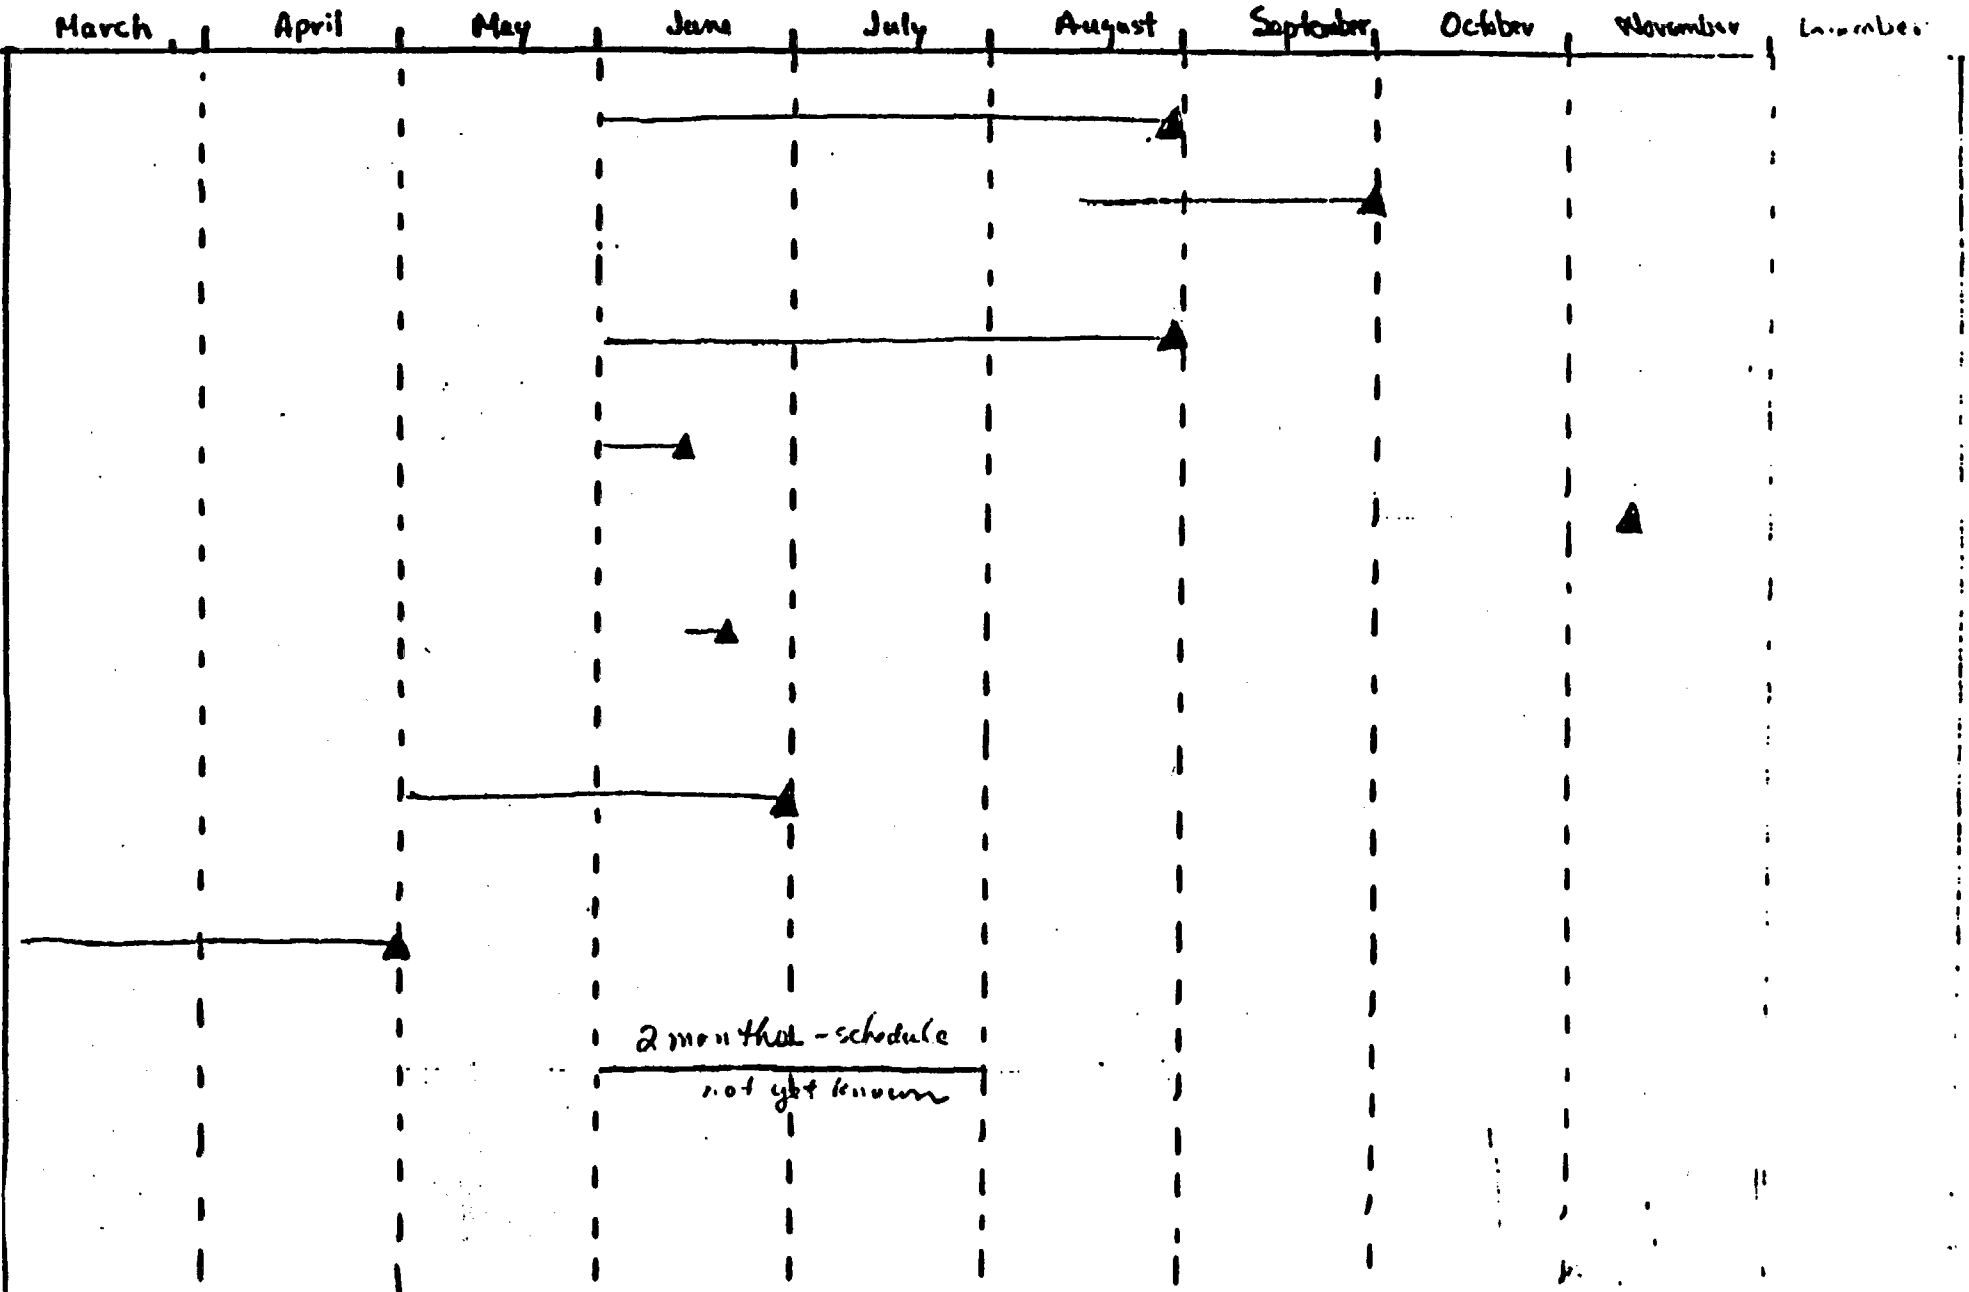 March April May June July August September October November
2 months - schedule
not yet known